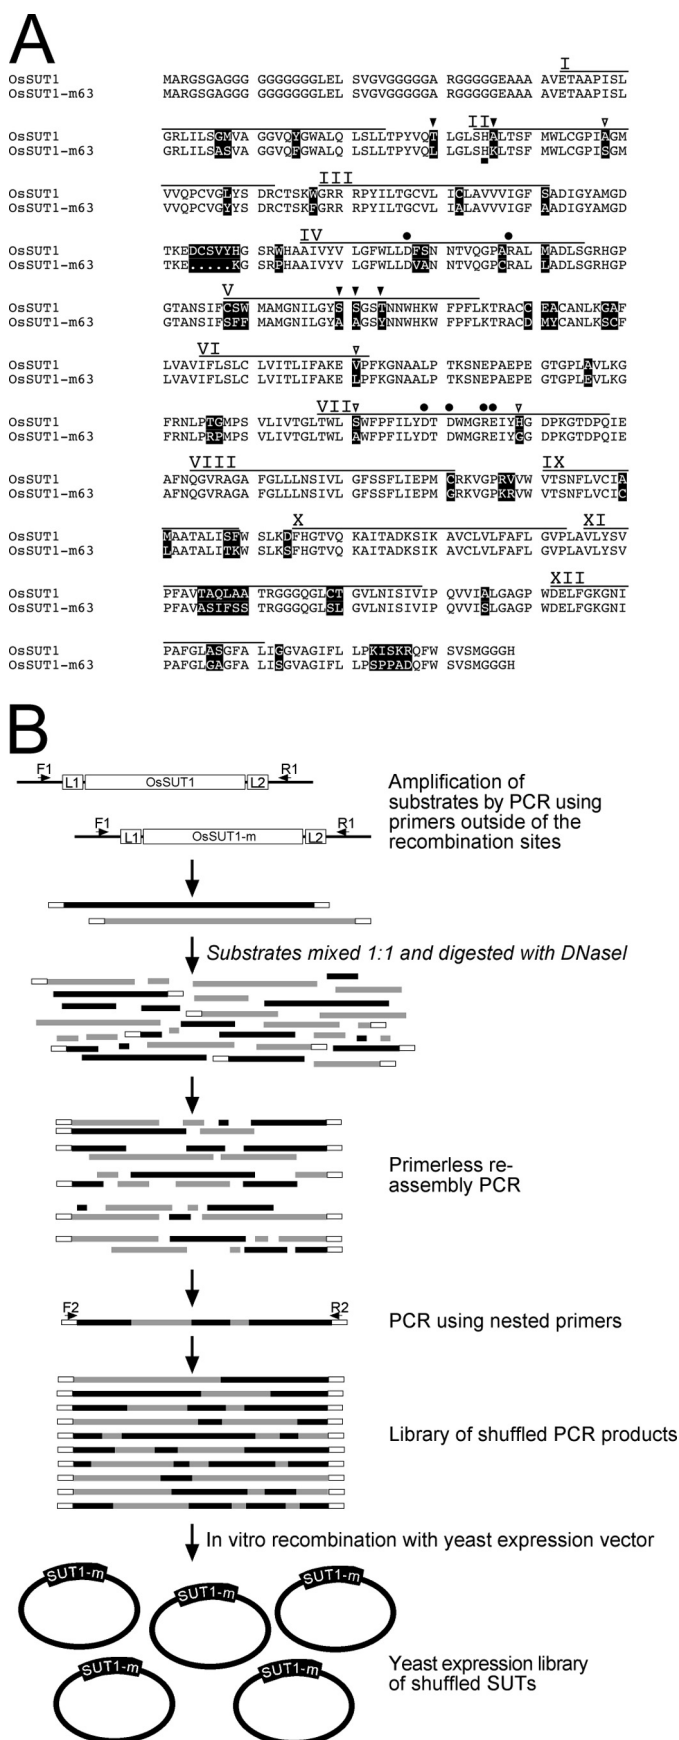 A
I
OsSUT1 MARGSGAGGG GGGGGGGLEL SVGVGGGGGA RGGGGGEAAA AVETAAPISL
OsSUT1-m63 MARGSGAGGG GGGGGGGLEL SVGVGGGGGA RGGGGGEAAA AVETAAPISL
II
OsSUT1 GRLILSGMVA GGVQYGWALQ LSLLTPYVQT LGLSHALTSF MWLCGPIAGM
OsSUT1-m63 GRLILSASVA GGVQFGWALQ LSLLTPYVQL LGLSHKLTSF MWLCGPISGM
III
OsSUT1 VVQPCVGLYS DRCTSKWGRR RPYILTGCVL ICLAVVVIGF SADIGYAMGD
OsSUT1-m63 VVQPCVGYYS DRCTSKFGRR RPYILTGCVL IALAVVVIGF AADIGYAMGD
IV
OsSUT1 TKEDCSVYHG SRWHAAIVYV LGFWLLDFSN NTVQGPARAL MADLSGRHGP
OsSUT1-m63 TKE.....KG SRPHAAIVYV LGFWLLDVAN NTVQGPCRAL LADLSGRHGP
V
OsSUT1 GTANSIFCSW MAMGNILGYS SGSTNNWHKW FPFLKTRACC EACANLKGAF
OsSUT1-m63 GTANSIFSFF MAMGNILGYA AGSYNNWHKW FPFLKTRACD MYCANLKSCF
VI
OsSUT1 LVAVIFLSLC LVITLIFAKE VPFKGNAALP TKSNEPAEPE GTGPLAVLKG
OsSUT1-m63 LVAVIFLSLC LVITLIFAKE LPFKGNAALP TKSNEPAEPE GTGPLEVLKG
VII
OsSUT1 FRNLPTGMPS VLIVTGLTWL SWFPFILYDT DWMGREIYHG DPKGTDPQIE
OsSUT1-m63 FRNLPRPMPS VLIVTGLTWL AWFPFILYDT DWMGREIYGG DPKGTDPQIE
VIII IX
OsSUT1 AFNQGVRAGA FGLLLNSIVL GFSSFLIEPM CRKVGPRVVW VTSNFLVCIA
OsSUT1-m63 AFNQGVRAGA FGLLLNSIVL GFSSFLIEPM GRKVGPKRVW VTSNFLVCIC
X XI
OsSUT1 MAATALISFW SLKDFHGTVQ KAITADKSIK AVCLVLFAFL GVPLAVLYSV
OsSUT1-m63 LAATALITKW SLKSFHGTVQ KAITADKSIK AVCLVLFAFL GVPLAVLYSV
XII
OsSUT1 PFAVTAQLAA TRGGGQGLCT GVLNISIVIP QVVIALGAGP WDELFGKGNI
OsSUT1-m63 PFAVASIFSS TRGGGQGLSL GVLNISIVIP QVVISLGAGP WDELFGKGNI
OsSUT1 PAFGLASGFA LIGGVAGIFL LPKISKRQFW SVSMGGGH
OsSUT1-m63 PAFGLGAGFA LISGVAGIFL LPSPPADQFW SVSMGGGH
B
F1 L1 OsSUT1 L2 R1
F1 L1 OsSUT1-m L2 R1
Amplification of
substrates by PCR using
primers outside of the
recombination sites
Substrates mixed 1:1 and digested with DNaseI
Primerless re-
assembly PCR
F2 R2
PCR using nested primers
Library of shuffled PCR products
In vitro recombination with yeast expression vector
SUT1-m SUT1-m SUT1-m
SUT1-m SUT1-m
Yeast expression library
of shuffled SUTs